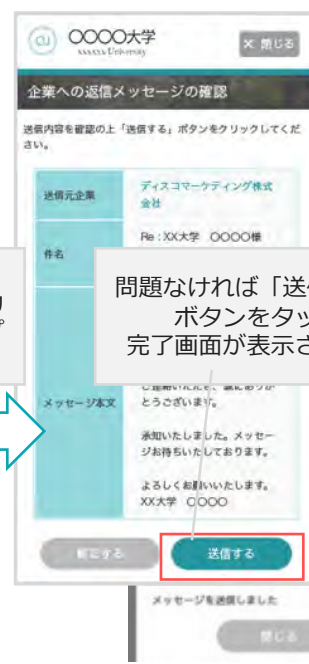 OOOO大学
xxxxx University
× 閉じる
企業への返信メッセージの確認
送信内容を確認の上「送信する」ボタンをクリックしてくだ
さい。
送信元企業
ディスコマーケティング株式
会社
件名
Re：XX大学 OOOO様
問題なければ「送
ボタンをタッ
完了画面が表示さ
メッセージ本文
とうございます。
承知いたしました。メッセー
ジお待ちいたしております。
よろしくお願いいたします。
XX大学 OOOO
訂正する
送信する
メッセージを送信しました
閉じる